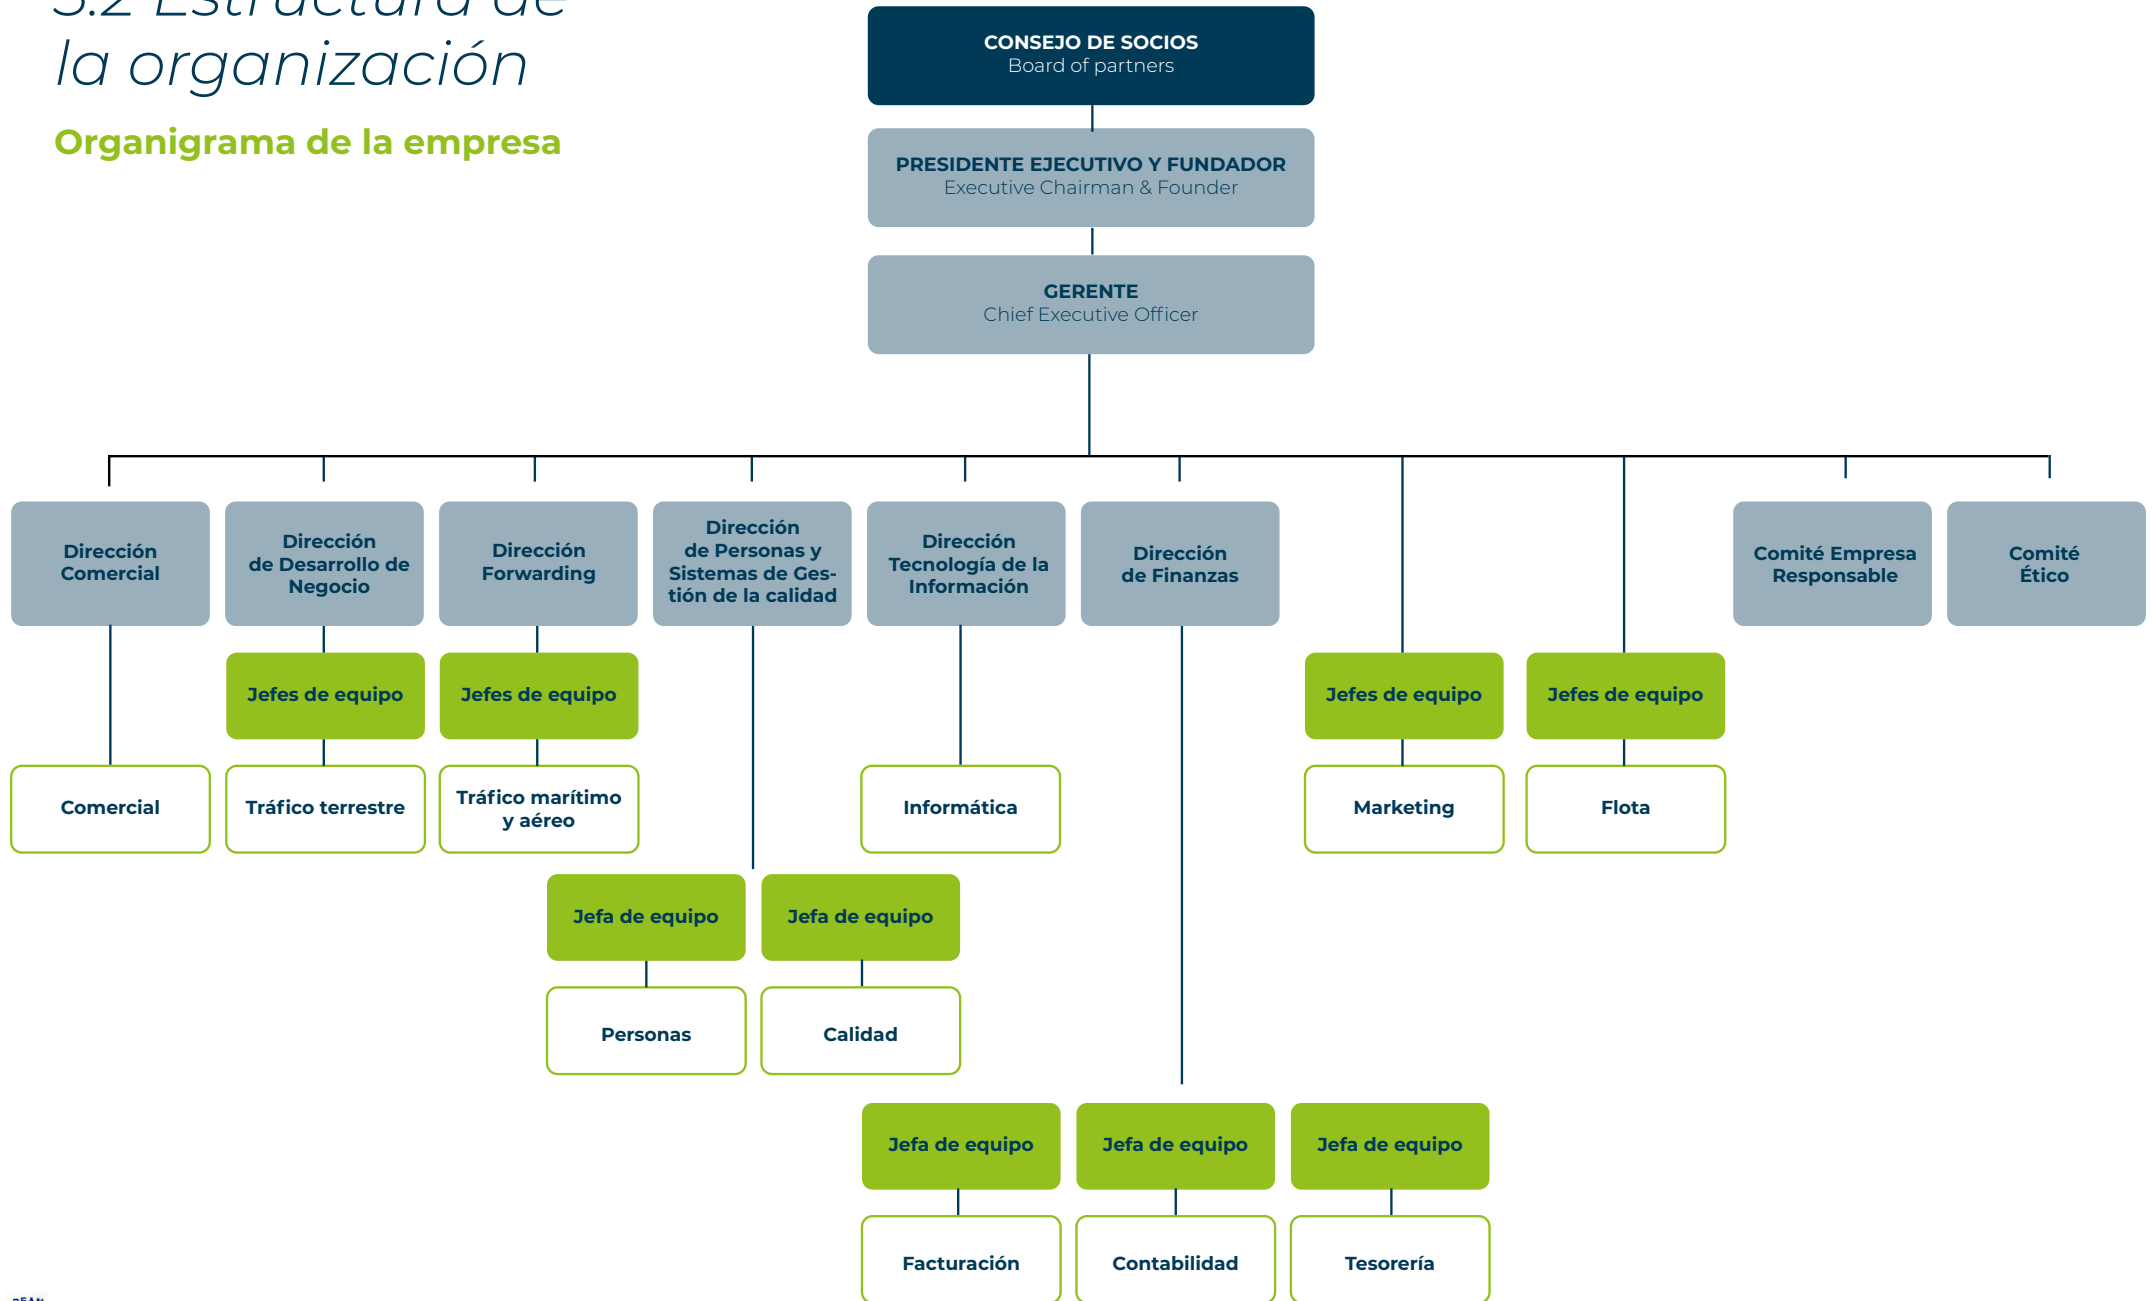 la organización
Organigrama de la empresa
CONSEJO DE SOCIOS
Board of partners
PRESIDENTE EJECUTIVO Y FUNDADOR
Executive Chairman & Founder
GERENTE
Chief Executive Officer
Dirección
Comercial
Dirección
de Desarrollo de
Negocio
Dirección
Forwarding
Dirección
de Personas y
Sistemas de Ges-
tión de la calidad
Dirección
Tecnología de la
Información
Dirección
de Finanzas
Comité Empresa
Responsable
Comité
Ético
Jefes de equipo
Jefes de equipo
Jefes de equipo
Jefes de equipo
Comercial
Tráfico terrestre
Tráfico marítimo
y aéreo
Informática
Marketing
Flota
Jefa de equipo
Jefa de equipo
Personas
Calidad
Jefa de equipo
Jefa de equipo
Jefa de equipo
Facturación
Contabilidad
Tesorería